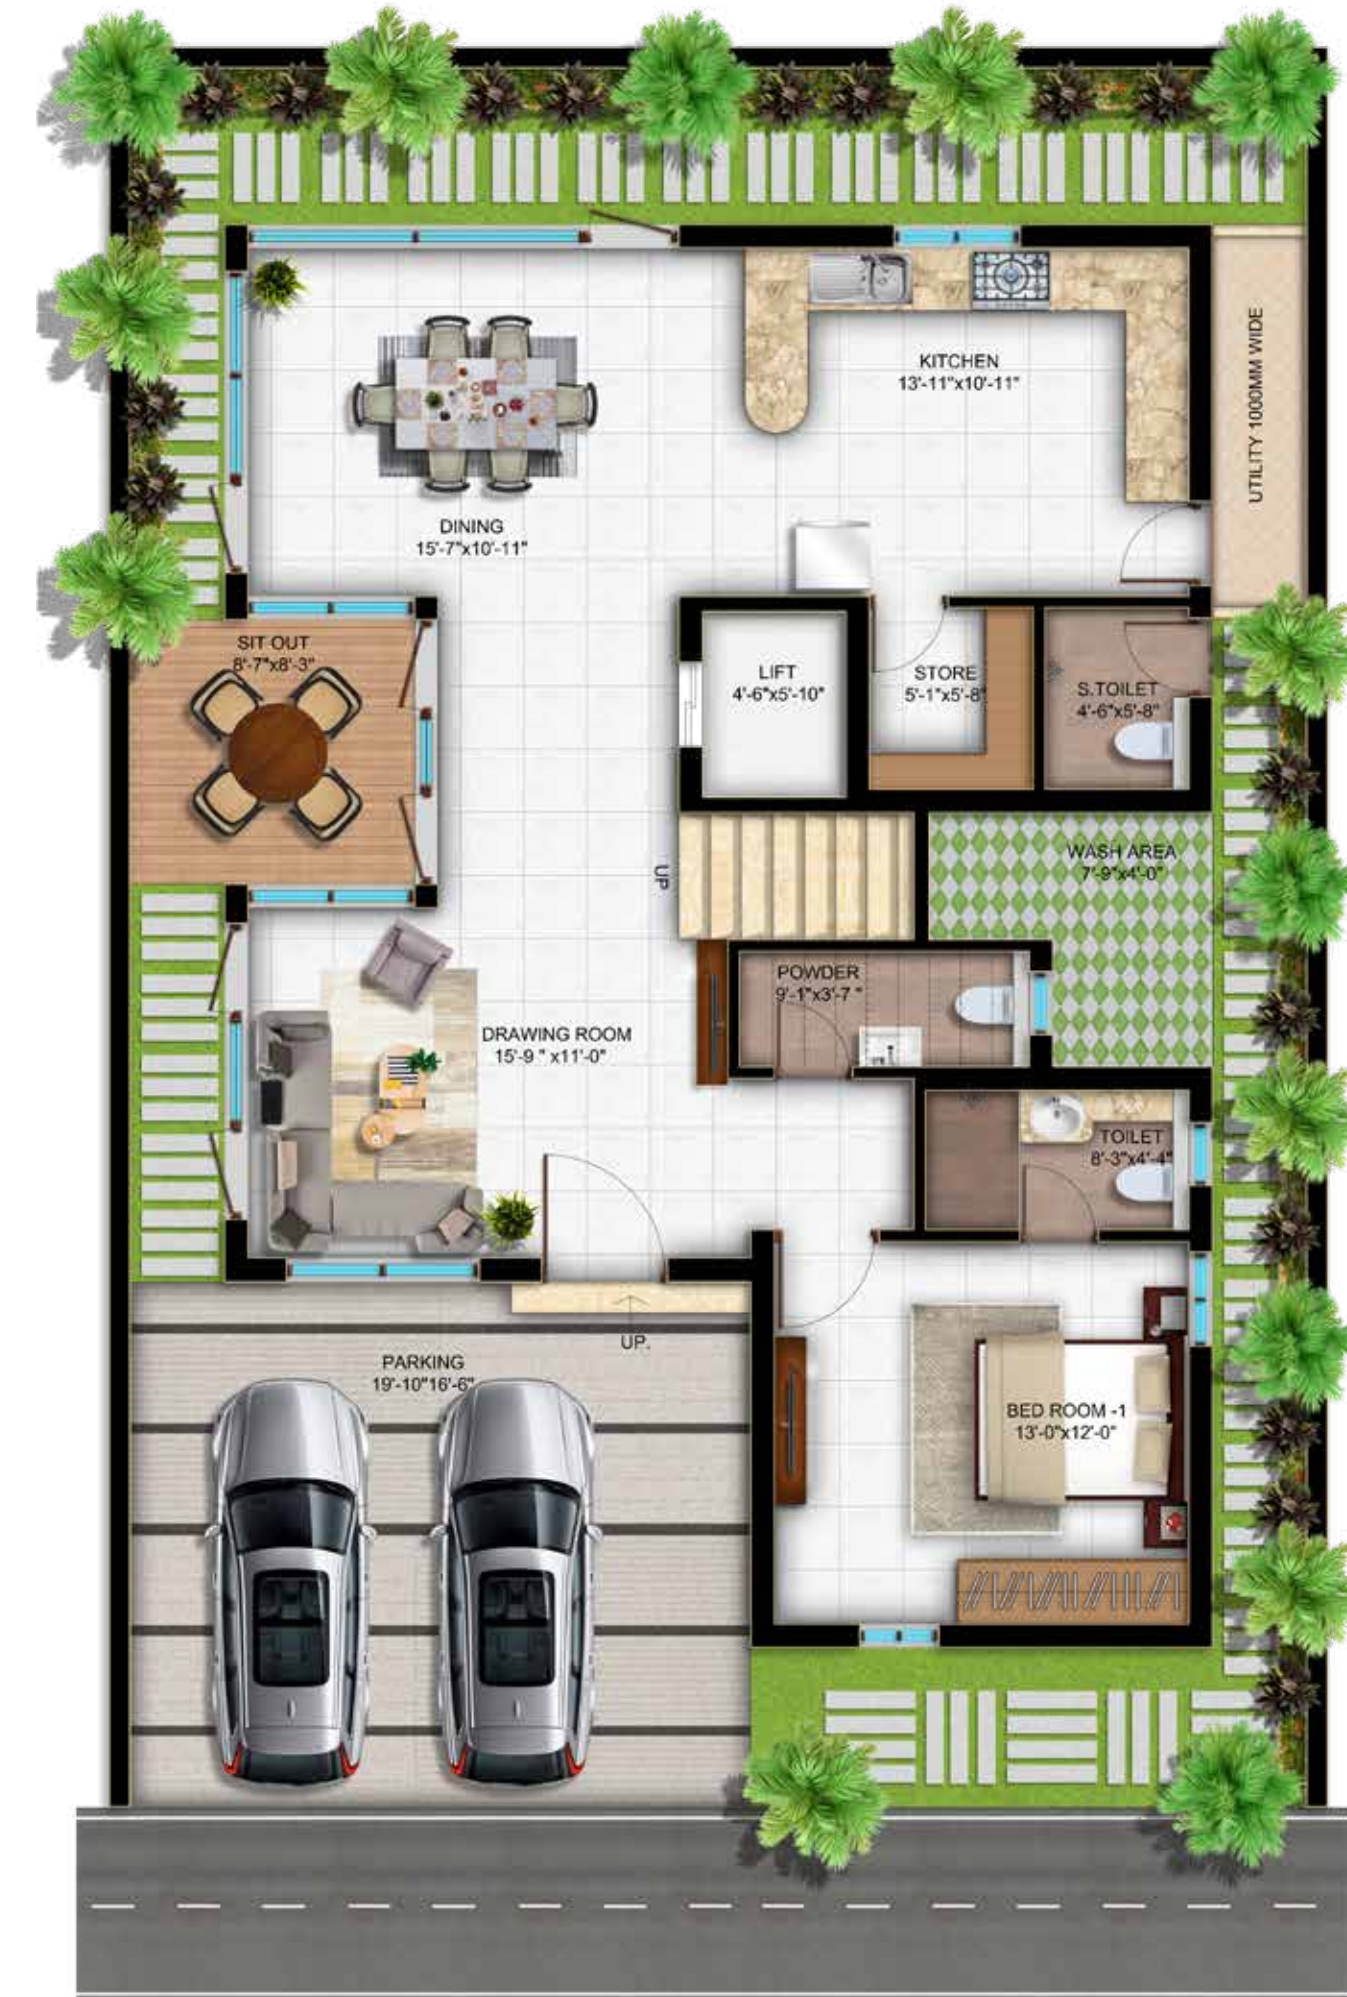 KITCHEN
13'-11"x10'-11"
UTILITY 1000MM WIDE
DINING
15'-7"x10'-11"
SIT OUT
8'-7"x8'-3"
LIFT
4'-6"x5'-10"
STORE
5'-1"x5'-8"
S.TOILET
4'-6"x5'-8"
UP
WASH AREA
7'-9"x4'-0"
POWDER
9'-1"x3'-7 "
DRAWING ROOM
15'-9 " x11'-0"
TOILET
8'-3"x4'-4"
UP.
PARKING
19'-10"16'-6"
BED ROOM -1
13'-0"x12'-0"